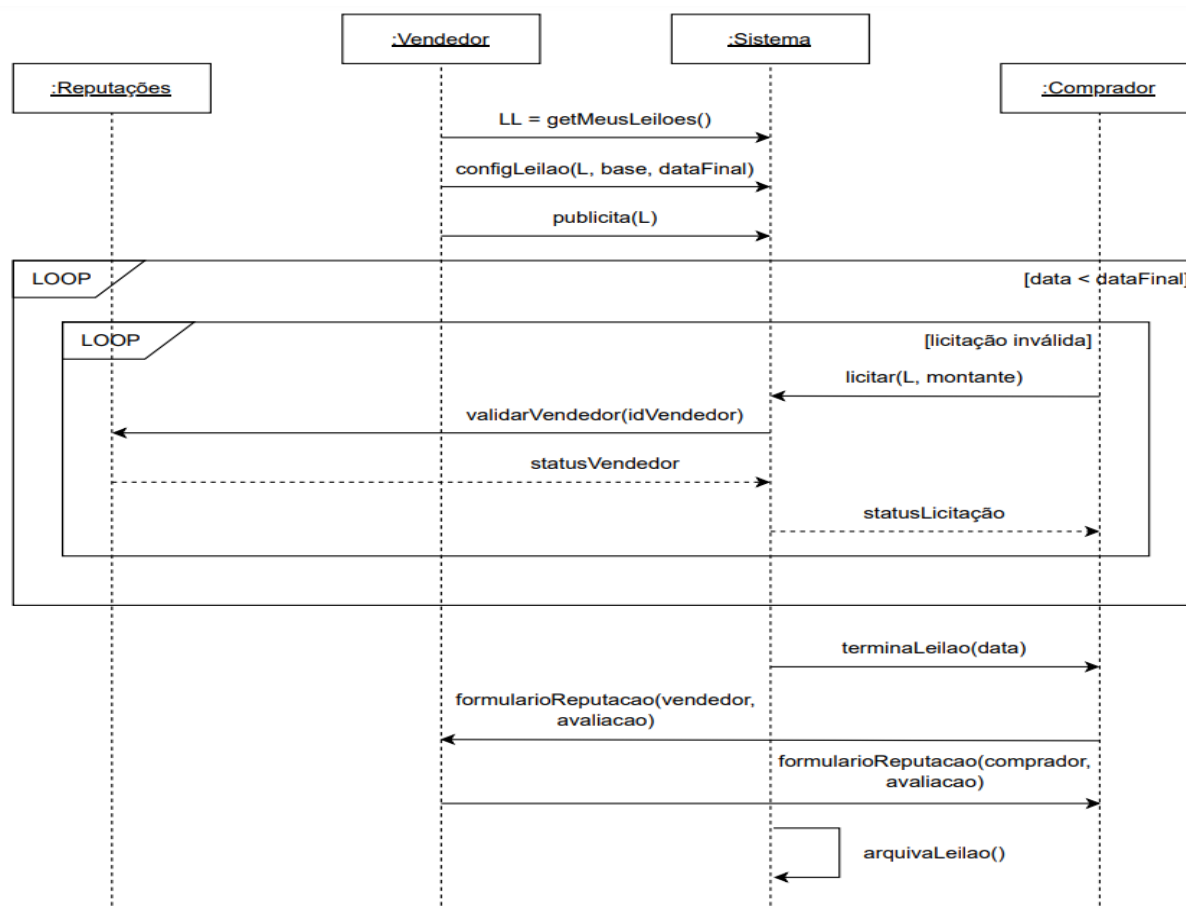 :Vendedor
:Sistema
:Reputações
:Comprador
LL = getMeusLeiloes()
configLeilao(L, base, dataFinal)
publicita(L)
LOOP
[data < dataFinal]
LOOP
[licitação inválida]
licitar(L, montante)
validarVendedor(idVendedor)
statusVendedor
statusLicitação
terminaLeilao(data)
formularioReputacao(vendedor,
avaliacao)
formularioReputacao(comprador,
avaliacao)
arquivaLeilao()